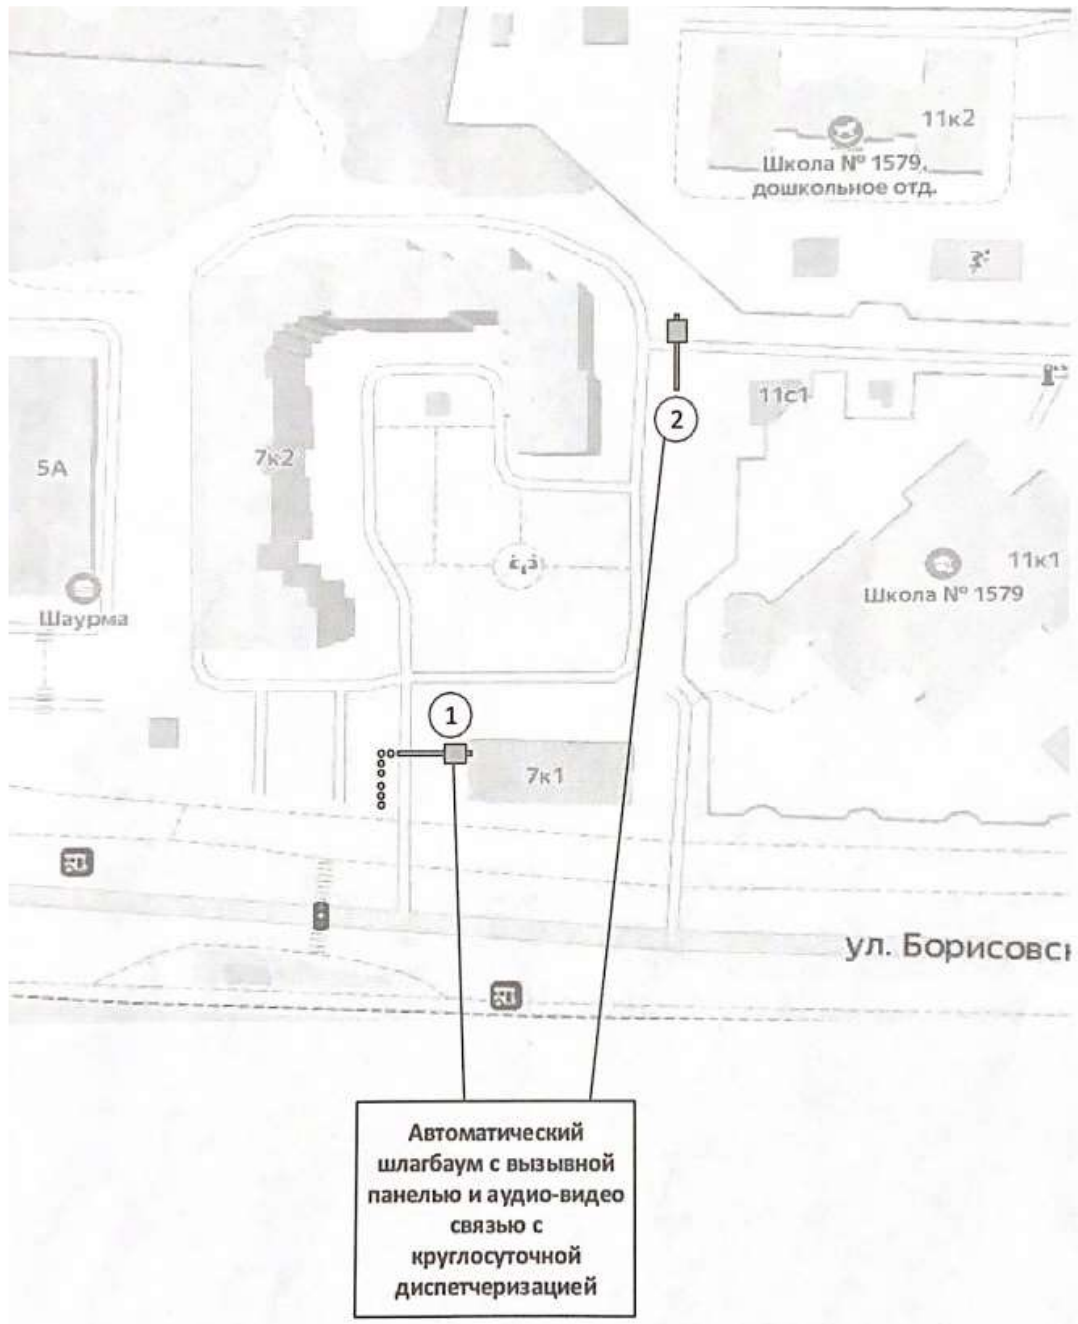 11к2
Школа № 1579,
дошкольное отд.
2
11с1
5А
7к2
11к1
Школа № 1579
Шаурма
1
7к1
ул. Борисовск
Автоматический
шлагбаум с вызывной
панелью и аудио-видео
связью с
круглосуточной
диспетчеризацией